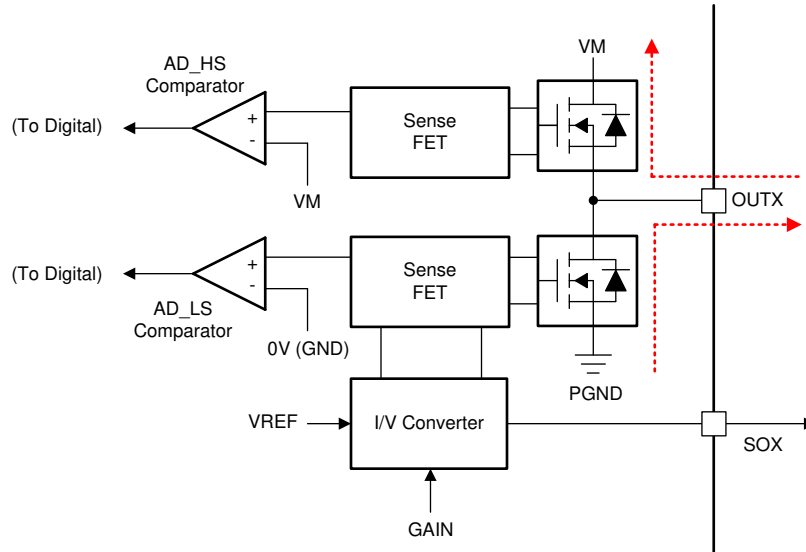 VM
AD_HS
Comparator
(To Digital)
+
-
Sense
FET
VM
OUTX
(To Digital)
+
-
Sense
FET
AD_LS
Comparator
0V (GND)
PGND
VREF
I/V Converter
SOX
GAIN